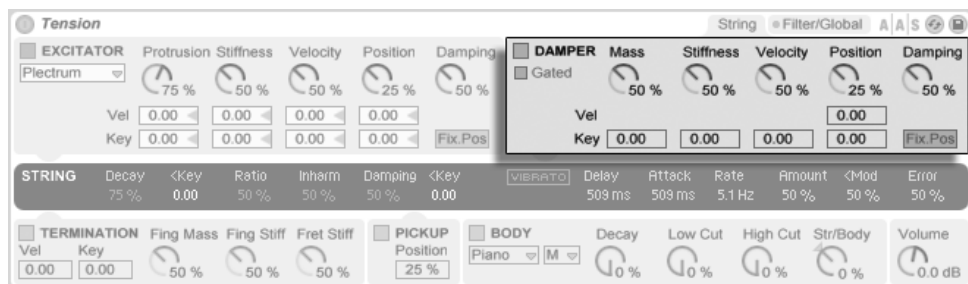 Tension String Filter/Global A A S
EXCITATOR Protrusion Stiffness Velocity Position Damping
Plectrum 75 % 50 % 50 % 25 % 50 %
Vel 0.00 0.00 0.00 0.00
Key 0.00 0.00 0.00 0.00 Fix.Pos
DAMPER Mass Stiffness Velocity Position Damping
Gated 50 % 50 % 50 % 25 % 50 %
Vel 0.00
Key 0.00 0.00 0.00 0.00 Fix.Pos
STRING Decay <Key Ratio Inharm Damping <Key VIBRATO Delay Attack Rate Amount <Mod Error
75 % 0.00 50 % 50 % 50 % 0.00 509 ms 509 ms 5.1 Hz 50 % 50 % 50 %
TERMINATION Fing Mass Fing Stiff Fret Stiff
Vel Key
0.00 0.00 50 % 50 % 50 %
PICKUP
Position
25 %
BODY Decay Low Cut High Cut Str/Body
Piano M 0 % 0 % 0 % 0 %
Volume
0.0 dB